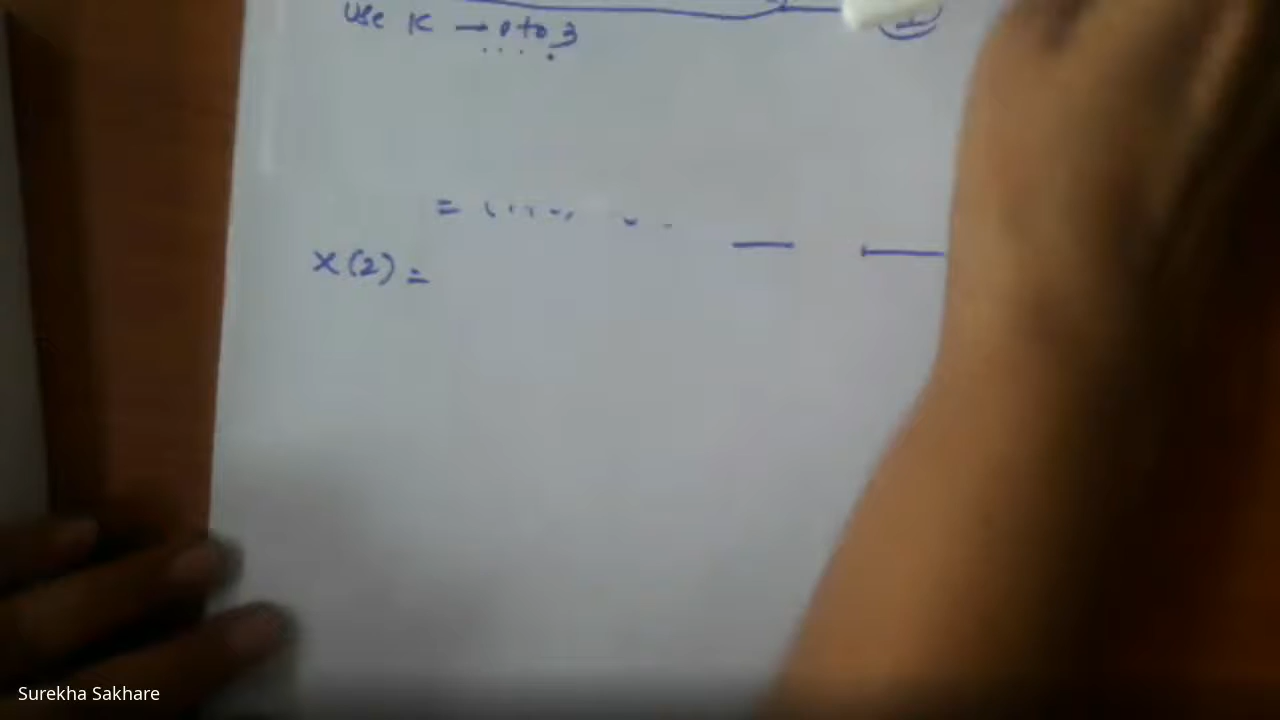 Use K → 0 to 3
=
X(2) =
Surekha Sakhare